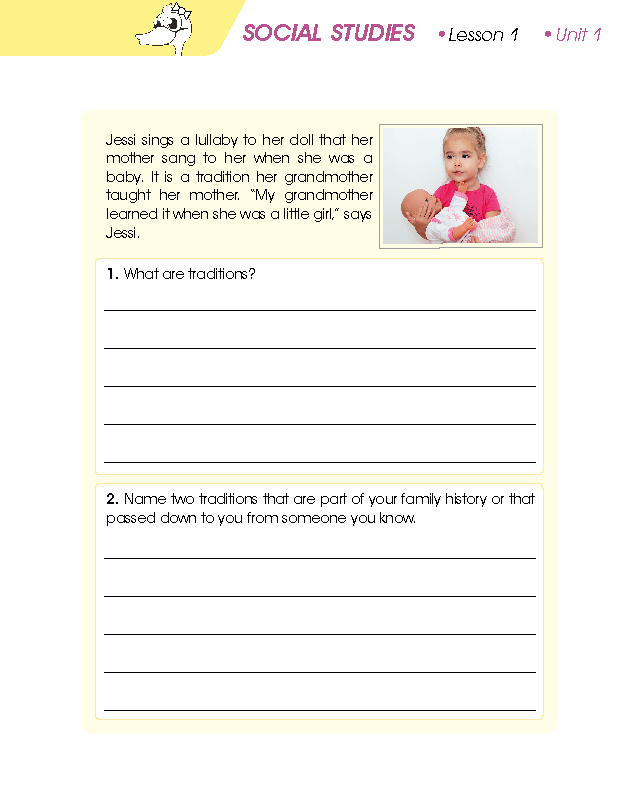 SOCIAL STUDIES • Lesson 1 • Unit 1
Jessi sings a lullaby to her doll that her
mother sang to her when she was a
baby. It is a tradition her grandmother
taught her mother. “My grandmother
learned it when she was a little girl,” says
Jessi.
1. What are traditions?
2. Name two traditions that are part of your family history or that
passed down to you from someone you know.